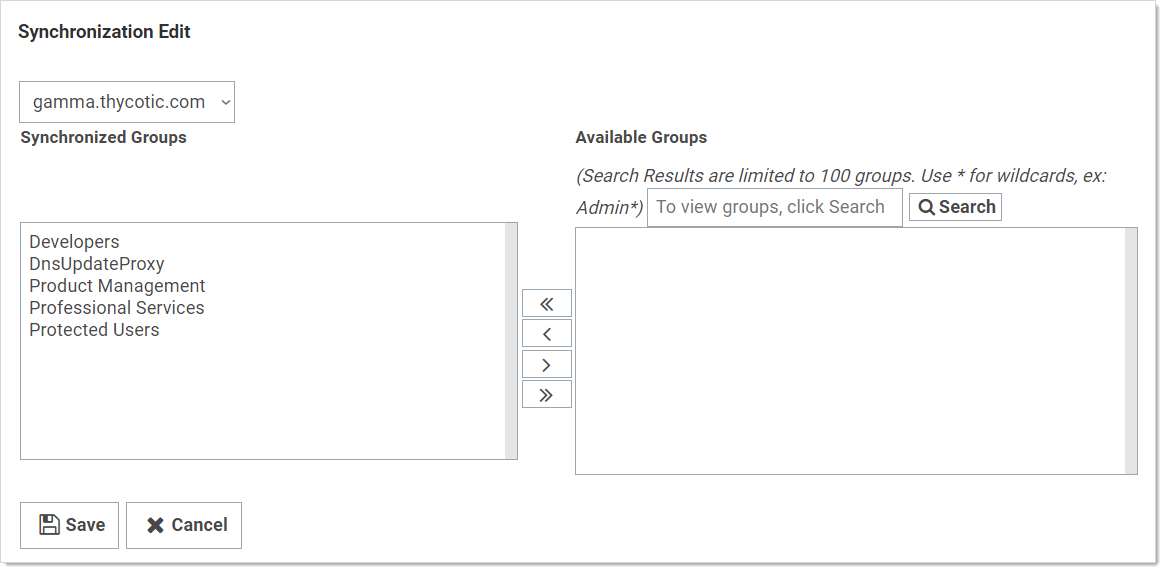 Synchronization Edit
gamma.thycotic.com
Synchronized Groups
Available Groups
(Search Results are limited to 100 groups. Use * for wildcards, ex:
Admin*) To view groups, click Search Search
Developers
DnsUpdateProxy
Product Management
Professional Services
Protected Users
Save Cancel